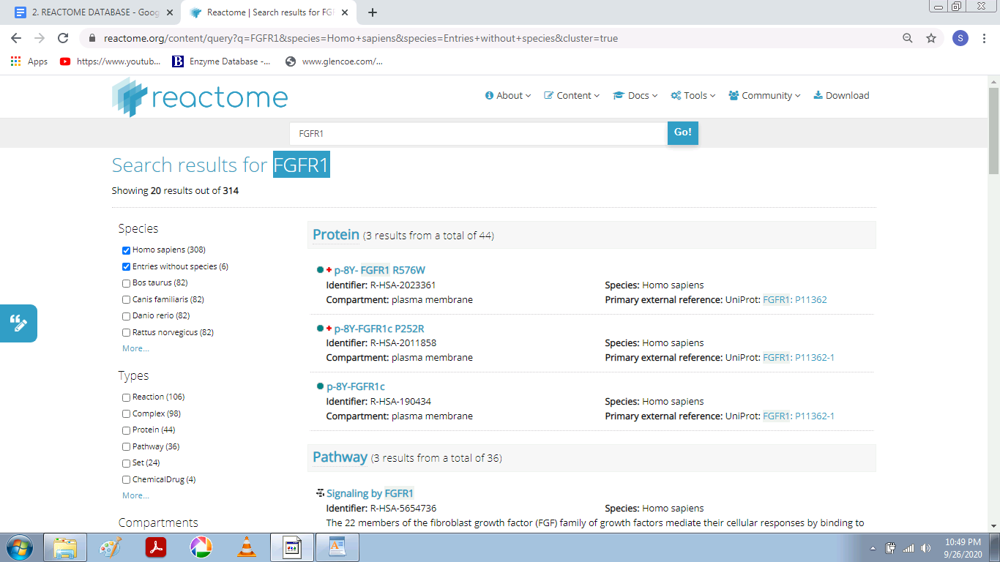 2. REACTOME DATABASE - Goog
Reactome | Search results for FGF
reactome.org/content/query?q=FGFR1&species=Homo+sapiens&species=Entries+without+species&cluster=true
S
Apps
https://www.youtub...
B
Enzyme Database -...
www.glencoe.com/...
reactome
About
Content
Docs
Tools
Community
Download
FGFR1
Go!
Search results for FGFR1
Showing 20 results out of 314
Species
Homo sapiens (308)
Entries without species (6)
Bos taurus (82)
Canis familiaris (82)
Danio rerio (82)
Rattus norvegicus (82)
More...
Types
Reaction (106)
Complex (98)
Protein (44)
Pathway (36)
Set (24)
ChemicalDrug (4)
More...
Compartments
Protein (3 results from a total of 44)
p-8Y- FGFR1 R576W
Identifier: R-HSA-2023361
Species: Homo sapiens
Compartment: plasma membrane
Primary external reference: UniProt: FGFR1: P11362
p-8Y-FGFR1c P252R
Identifier: R-HSA-2011858
Species: Homo sapiens
Compartment: plasma membrane
Primary external reference: UniProt: FGFR1: P11362-1
p-8Y-FGFR1c
Identifier: R-HSA-190434
Species: Homo sapiens
Compartment: plasma membrane
Primary external reference: UniProt: FGFR1: P11362-1
Pathway (3 results from a total of 36)
Signaling by FGFR1
Identifier: R-HSA-5654736
Species: Homo sapiens
The 22 members of the fibroblast growth factor (FGF) family of growth factors mediate their cellular responses by binding to
10:49 PM
9/26/2020